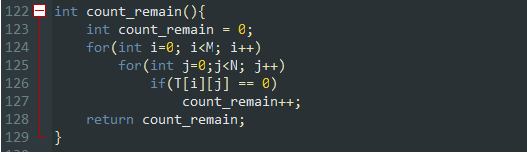 122 int count_remain(){
123     int count_remain = 0;
124     for(int i=0; i<M; i++)
125         for(int j=0;j<N; j++)
126             if(T[i][j] == 0)
127                 count_remain++;
128     return count_remain;
129 }
130